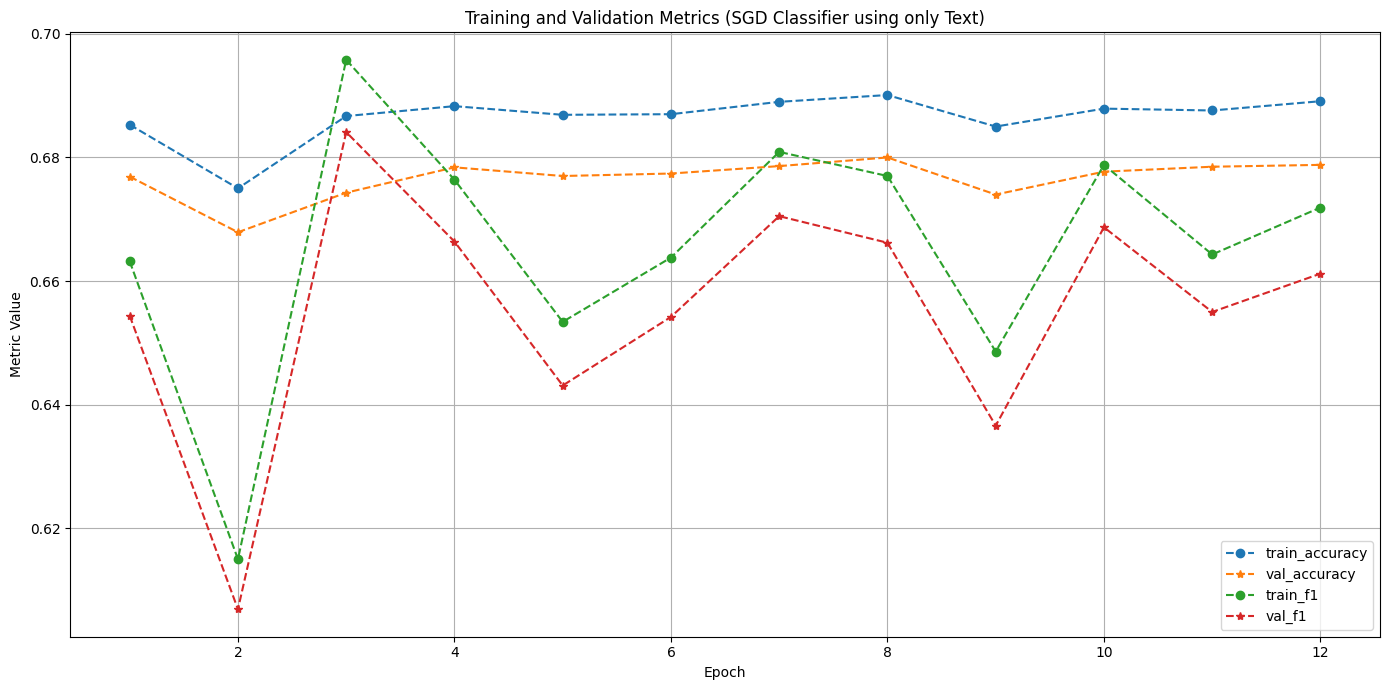 Training and Validation Metrics (SGD Classifier using only Text)
Metric Value
0.70
0.68
0.66
0.64
0.62
2 4 6 8 10 12
Epoch
train_accuracy
val_accuracy
train_f1
val_f1